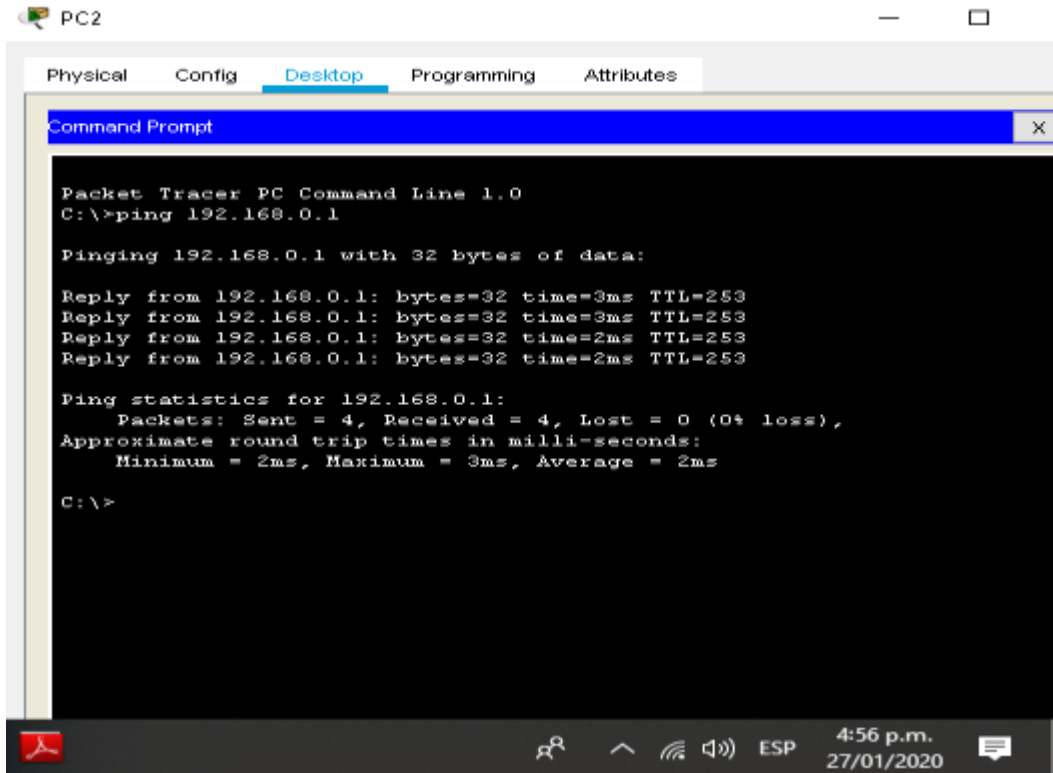 PC2
Physical Config Desktop Programming Attributes
Command Prompt
X
Packet Tracer PC Command Line 1.0
C:\>ping 192.168.0.1
Pinging 192.168.0.1 with 32 bytes of data:
Reply from 192.168.0.1: bytes=32 time=3ms TTL=253
Reply from 192.168.0.1: bytes=32 time=3ms TTL=253
Reply from 192.168.0.1: bytes=32 time=2ms TTL=253
Reply from 192.168.0.1: bytes=32 time=2ms TTL=253
Ping statistics for 192.168.0.1:
Packets: Sent = 4, Received = 4, Lost = 0 (0% loss),
Approximate round trip times in milli-seconds:
Minimum = 2ms, Maximum = 3ms, Average = 2ms
C:\>
ESP
4:56 p.m.
27/01/2020